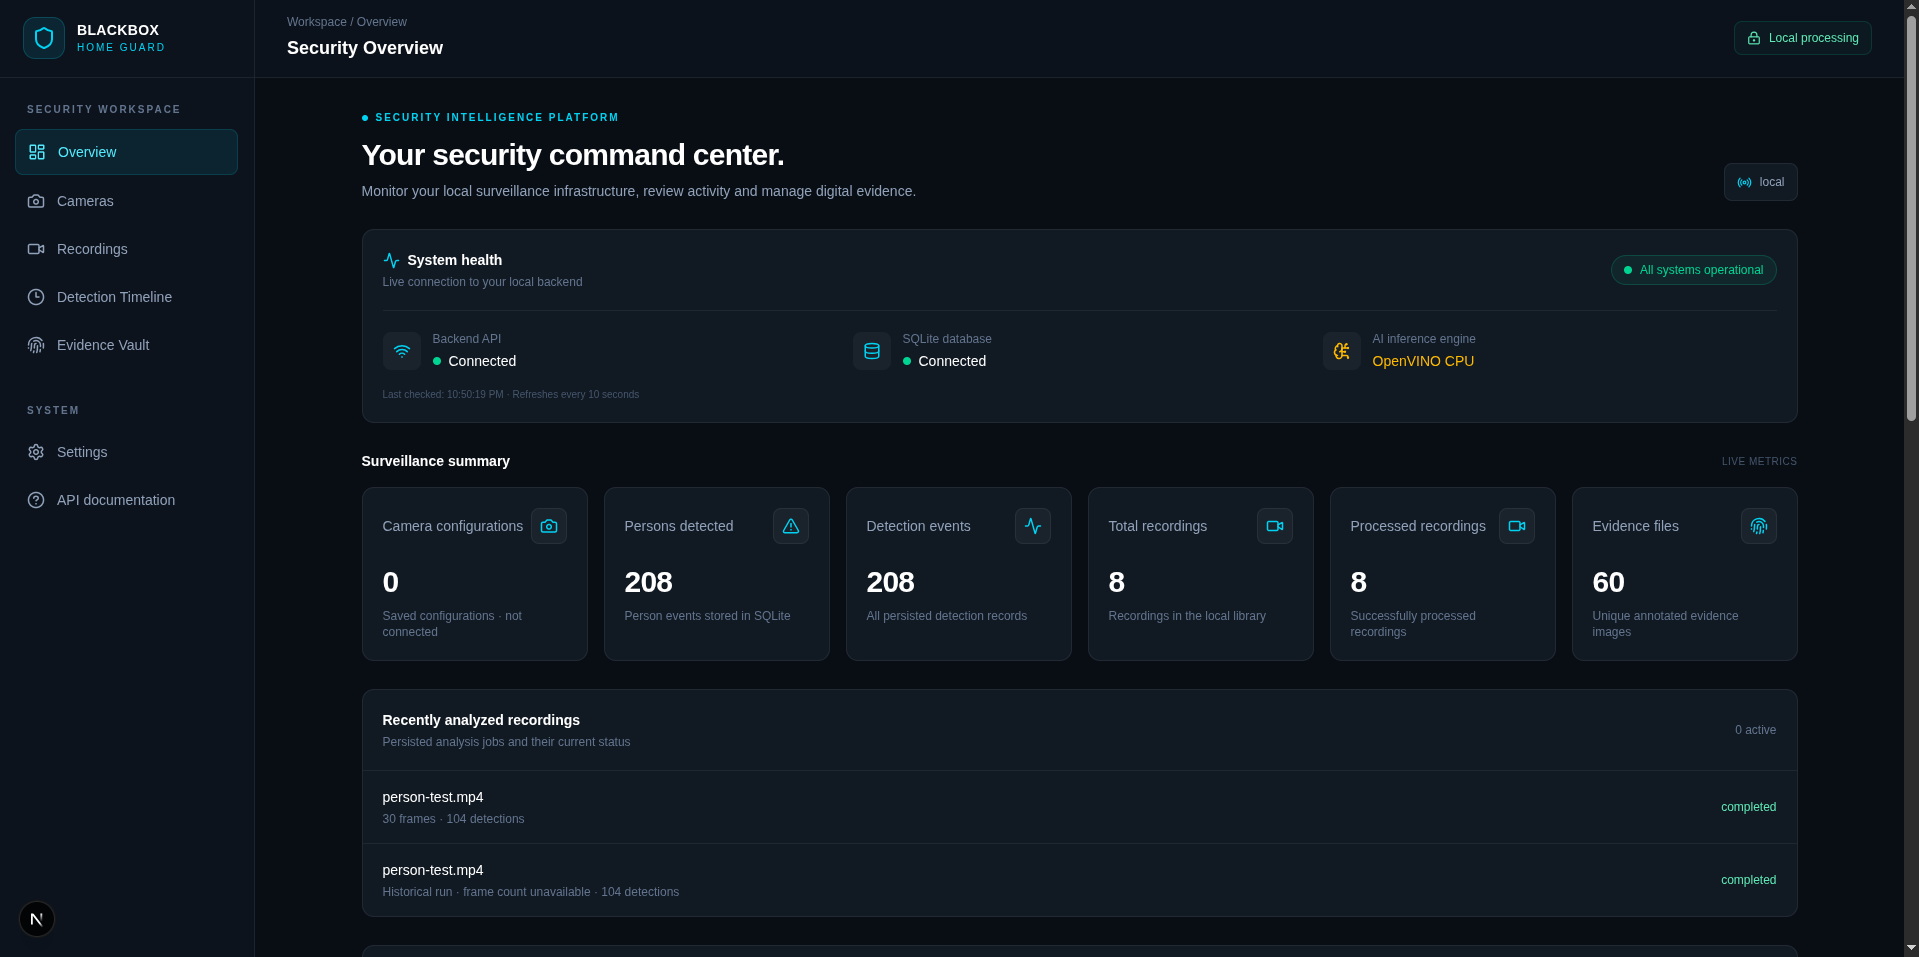 BLACKBOX
HOME GUARD
SECURITY WORKSPACE
Overview
Cameras
Recordings
Detection Timeline
Evidence Vault
SYSTEM
Settings
API documentation
Workspace / Overview
Security Overview
Local processing
SECURITY INTELLIGENCE PLATFORM
Your security command center.
Monitor your local surveillance infrastructure, review activity and manage digital evidence.
local
System health
Live connection to your local backend
All systems operational
Backend API
Connected
SQLite database
Connected
AI inference engine
OpenVINO CPU
Last checked: 10:50:19 PM · Refreshes every 10 seconds
Surveillance summary
LIVE METRICS
Camera configurations
0
Saved configurations · not
connected
Persons detected
208
Person events stored in SQLite
Detection events
208
All persisted detection records
Total recordings
8
Recordings in the local library
Processed recordings
8
Successfully processed
recordings
Evidence files
60
Unique annotated evidence
images
Recently analyzed recordings
Persisted analysis jobs and their current status
0 active
person-test.mp4
30 frames · 104 detections
completed
person-test.mp4
Historical run · frame count unavailable · 104 detections
completed
N